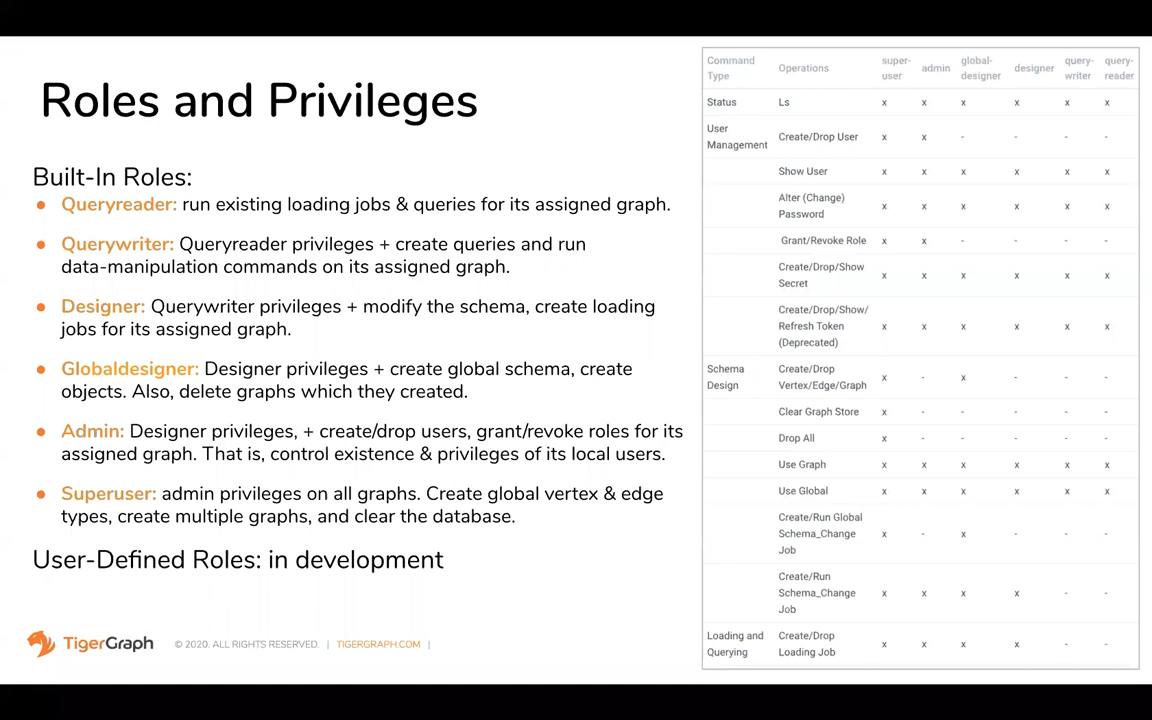 Roles and Privileges
Built-In Roles:
● Queryreader: run existing loading jobs & queries for its assigned graph.
● Querywriter: Queryreader privileges + create queries and run
data-manipulation commands on its assigned graph.
● Designer: Querywriter privileges + modify the schema, create loading
jobs for its assigned graph.
● Globaldesigner: Designer privileges + create global schema, create
objects. Also, delete graphs which they created.
● Admin: Designer privileges, + create/drop users, grant/revoke roles for its
assigned graph. That is, control existence & privileges of its local users.
● Superuser: admin privileges on all graphs. Create global vertex & edge
types, create multiple graphs, and clear the database.
User-Defined Roles: in development
TigerGraph © 2020. ALL RIGHTS RESERVED. | TIGERGRAPH.COM |
Command Type Operations super-user admin global-designer designer query-writer query-reader
Status Ls x x x x x x
User Management Create/Drop User x x - - - -
Show User x x x x x x
Alter (Change) Password x x x x x x
Grant/Revoke Role x x - - - -
Create/Drop/Show Secret x x x x x x
Create/Drop/Show/Refresh Token (Deprecated) x x x x x x
Schema Design Create/Drop Vertex/Edge/Graph x - x - - -
Clear Graph Store x - - - - -
Drop All x - - - - -
Use Graph x x x x x x
Use Global x x x x x x
Create/Run Global Schema_Change Job x - x - - -
Create/Run Schema_Change Job x x x x - -
Loading and Querying Create/Drop Loading Job x x x x - -